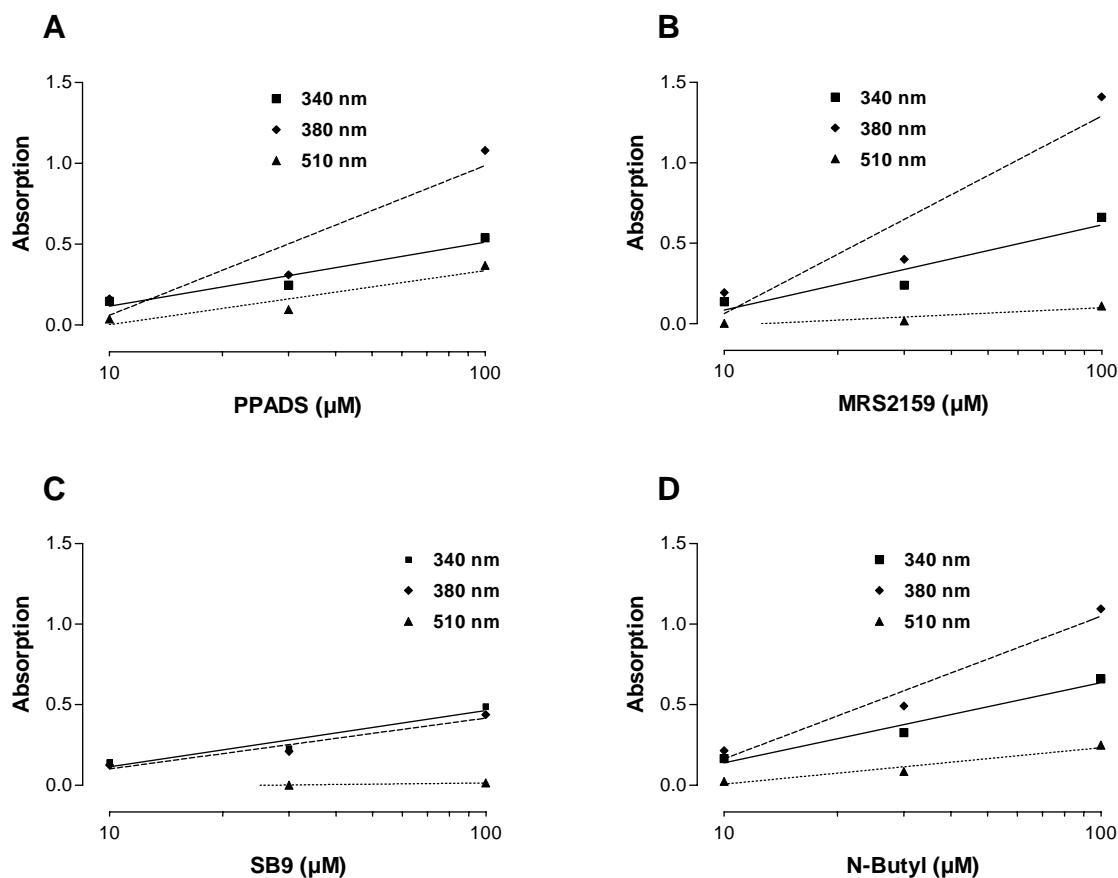 A
1.5
1.0
0.5
0.0
Absorption
340 nm
380 nm
510 nm
10
100
PPADS (µM)
B
1.5
1.0
0.5
0.0
Absorption
340 nm
380 nm
510 nm
10
100
MRS2159 (µM)
C
1.5
1.0
0.5
0.0
Absorption
340 nm
380 nm
510 nm
10
100
SB9 (µM)
D
1.5
1.0
0.5
0.0
Absorption
340 nm
380 nm
510 nm
10
100
N-Butyl (µM)